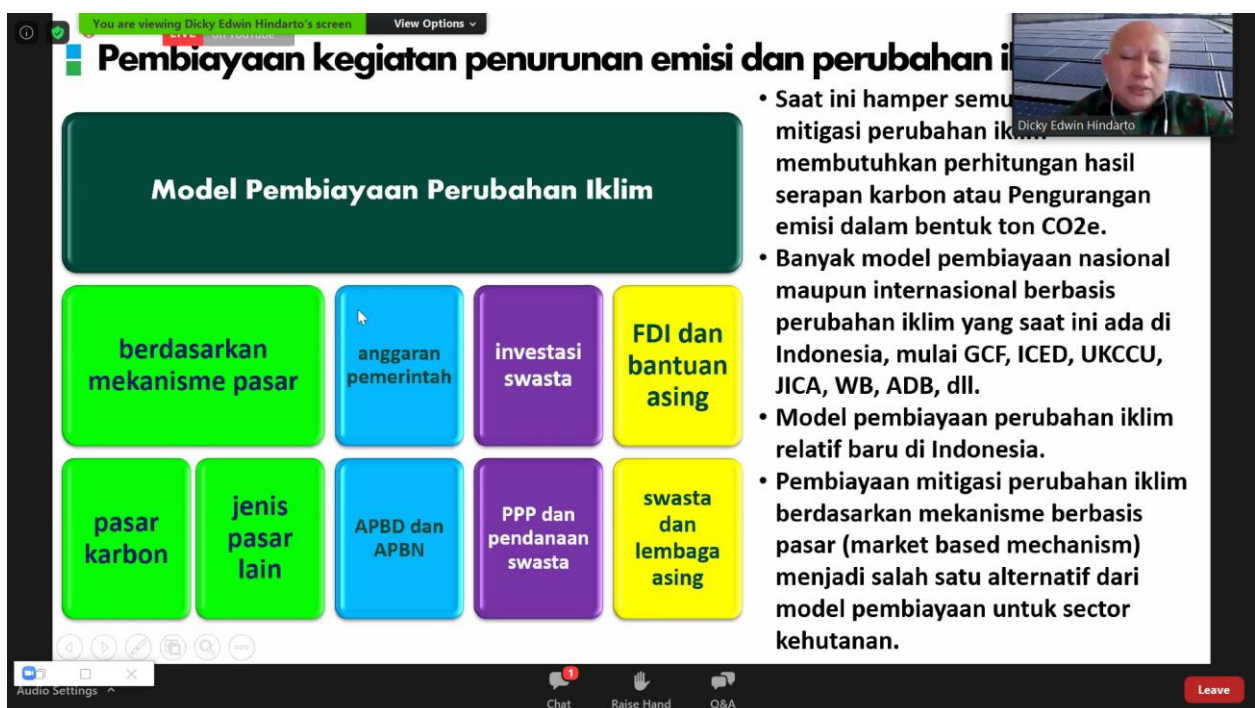 You are viewing Dicky Edwin Hindarto's screen
View Options
LIVE on YouTube
Pembiayaan kegiatan penurunan emisi dan perubahan
Dicky Edwin Hindarto
Model Pembiayaan Perubahan Iklim
berdasarkan
mekanisme pasar
anggaran
pemerintah
investasi
swasta
FDI dan
bantuan
asing
pasar
karbon
jenis
pasar
lain
APBD dan
APBN
PPP dan
pendanaan
swasta
swasta
dan
lembaga
asing
• Saat ini hamper
mitigasi perubahan
membutuhkan perhitungan hasil
serapan karbon atau Pengurangan
emisi dalam bentuk ton CO2e.
• Banyak model pembiayaan nasional
maupun internasional berbasis
perubahan iklim yang saat ini ada di
Indonesia, mulai GCF, ICED, UKCCU,
JICA, WB, ADB, dll.
• Model pembiayaan perubahan iklim
relatif baru di Indonesia.
• Pembiayaan mitigasi perubahan iklim
berdasarkan mekanisme berbasis
pasar (market based mechanism)
menjadi salah satu alternatif dari
model pembiayaan untuk sector
kehutanan.
Audio Settings
1
Chat
Raise Hand
Q&A
Leave